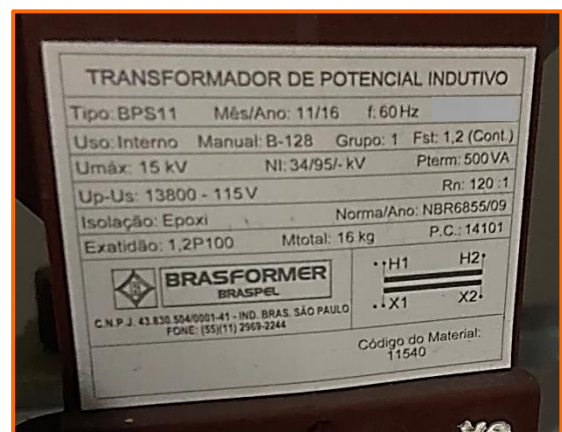 TRANSFORMADOR DE POTENCIAL INDUTIVO
Tipo: BPS11 Mês/Ano: 11/16 f: 60 Hz
Uso: Interno Manual: B-128 Grupo: 1 Fst: 1,2 (Cont.)
Umáx: 15 kV NI: 34/95/- kV Pterm: 500 VA
Up-Us: 13800 - 115 V Rn: 120 :1
Isolação: Epoxi Norma/Ano: NBR6855/09
Exatidão: 1,2P100 Mtotal: 16 kg P.C.: 14101
BRASFORMER
BRASPEL
C.N.P.J. 43.830.504/0001-41 - IND. BRAS. SÃO PAULO
FONE: (55)(11) 2969-2244
H1 H2
X1 X2
Código do Material:
11540